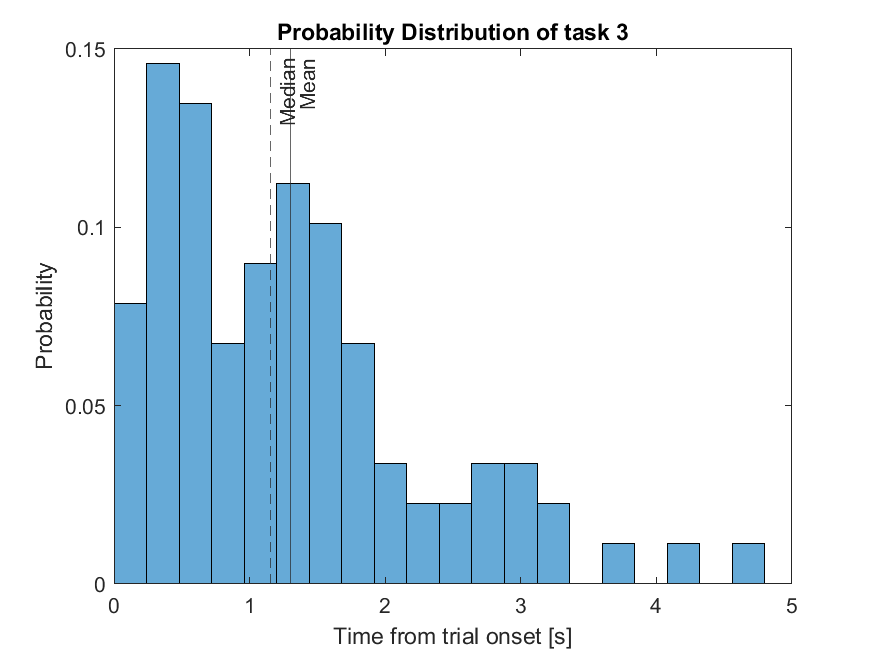 Probability Distribution of task 3
0.15
0.1
0.05
0
Probability
Median
Mean
0 1 2 3 4 5
Time from trial onset [s]